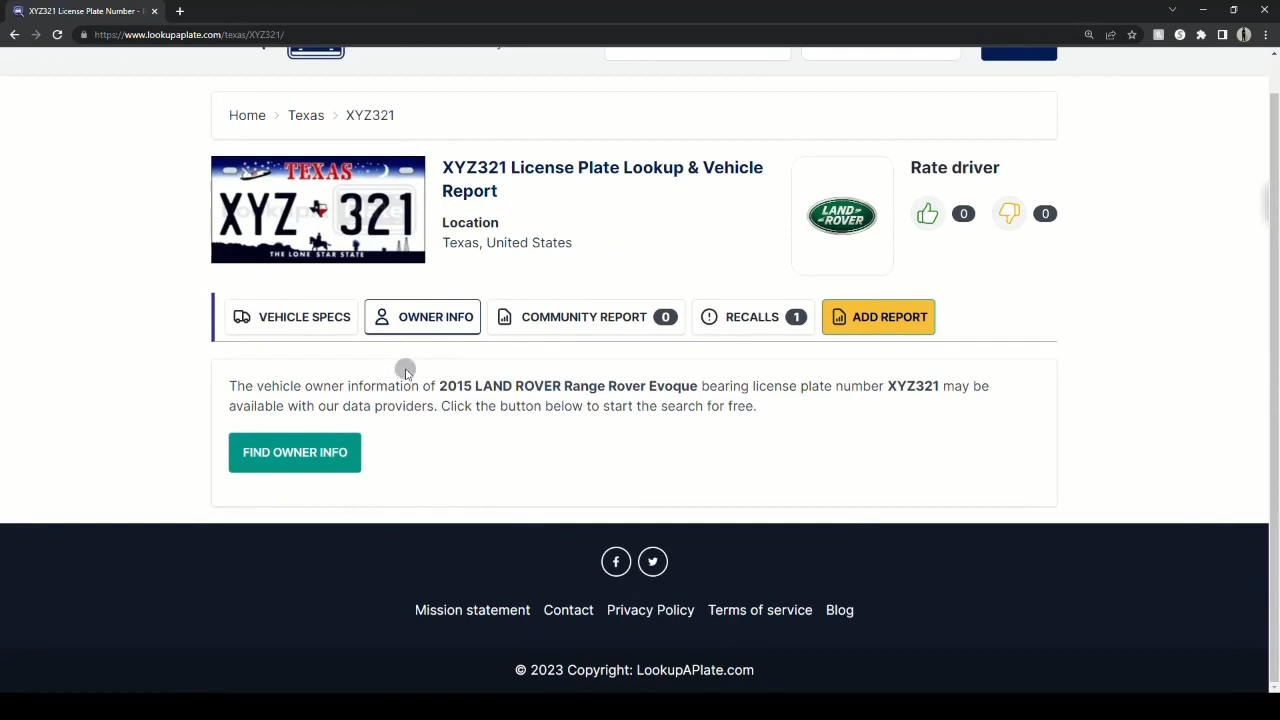 XYZ321 License Plate Number -
https://www.lookupaplate.com/texas/XYZ321/
Home > Texas > XYZ321
TEXAS
XYZ 321
THE LONE STAR STATE
XYZ321 License Plate Lookup & Vehicle
Report
Location
Texas, United States
LAND
ROVER
Rate driver
0 0
VEHICLE SPECS OWNER INFO COMMUNITY REPORT 0 RECALLS 1 ADD REPORT
The vehicle owner information of 2015 LAND ROVER Range Rover Evoque bearing license plate number XYZ321 may be
available with our data providers. Click the button below to start the search for free.
FIND OWNER INFO
Mission statement Contact Privacy Policy Terms of service Blog
© 2023 Copyright: LookupAPlate.com